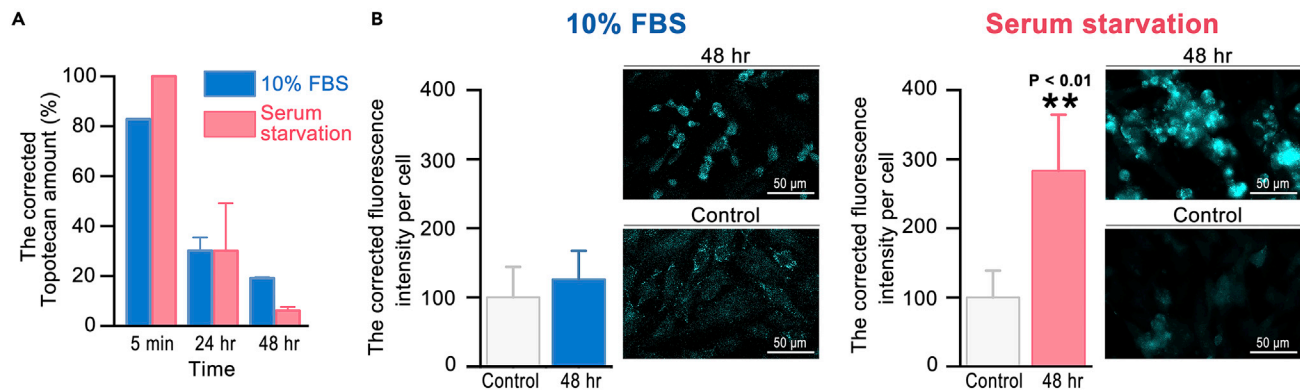 A
The corrected
Topotecan amount (%)
100
80
60
40
20
0
10% FBS
Serum
starvation
5 min
24 hr
48 hr
Time
B
10% FBS
The corrected fluorescence
intensity per cell
400
300
200
100
0
Control
48 hr
48 hr
50 µm
Control
50 µm
Serum starvation
The corrected fluorescence
intensity per cell
400
300
200
100
0
P < 0.01
**
Control
48 hr
48 hr
50 µm
Control
50 µm